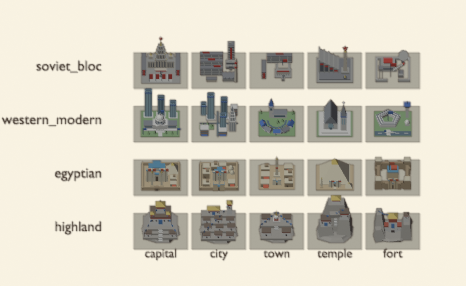 soviet_bloc
western_modern
egyptian
highland
capital city town temple fort